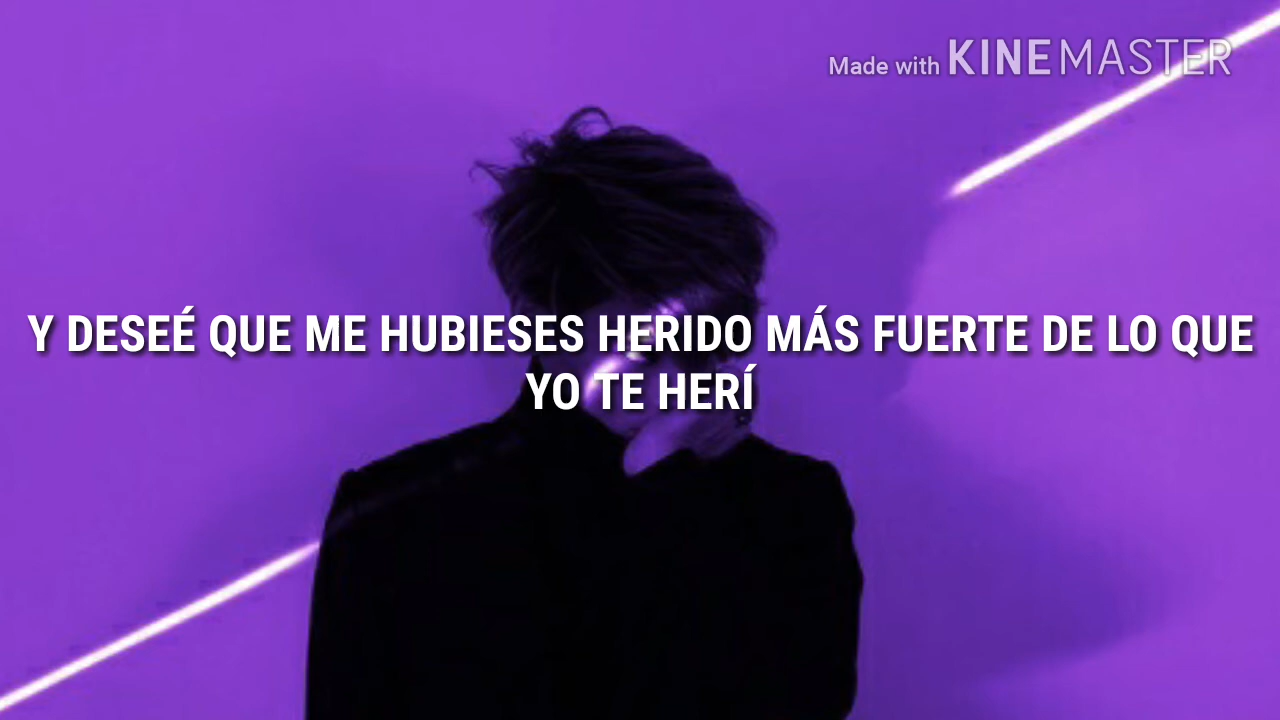 Made with KINEMASTER
Y DESEÉ QUE ME HUBIESES HERIDO MÁS FUERTE DE LO QUE
YO TE HERÍ